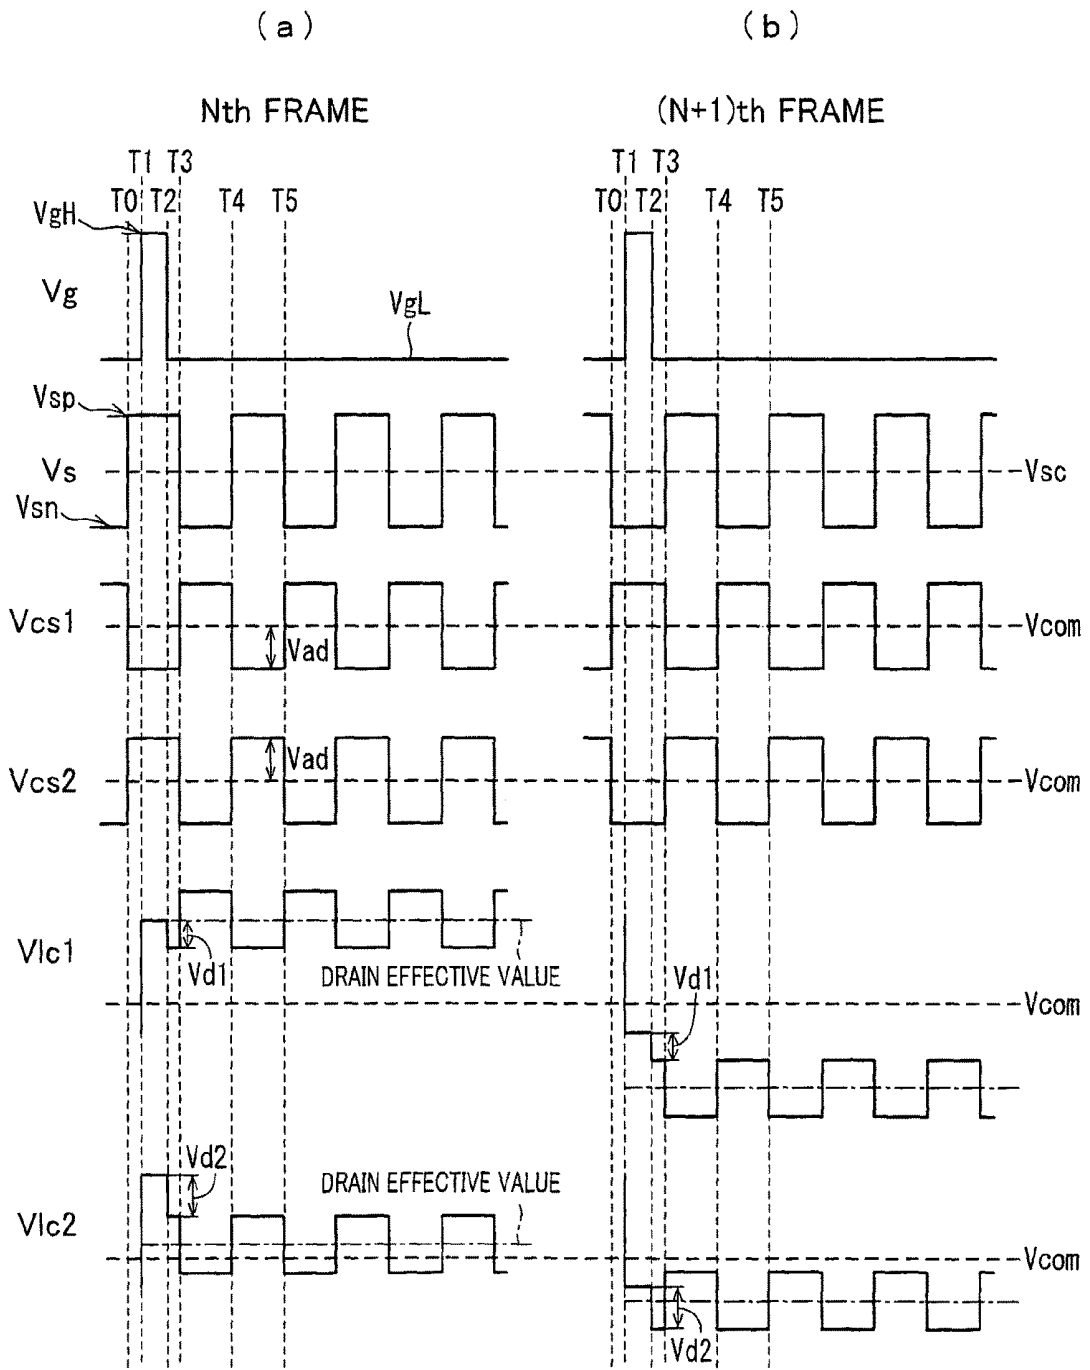 (a)
(b)
Nth FRAME
(N+1)th FRAME
T1 T3
T1 T3
T0 T2 T4 T5
T0 T2 T4 T5
VgH
Vg
VgL
Vsp
Vs
Vsc
Vsn
Vcs1
Vcom
Vad
Vad
Vcs2
Vcom
Vlc1
Vd1
DRAIN EFFECTIVE VALUE
Vd1
Vcom
Vd2
DRAIN EFFECTIVE VALUE
Vlc2
Vcom
Vd2